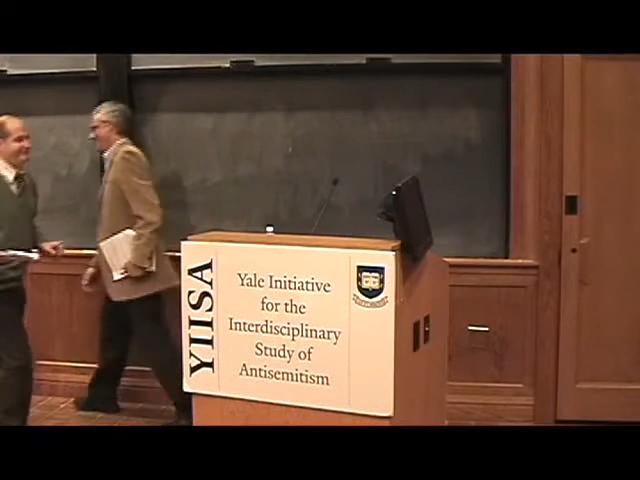 YIISA
Yale Initiative
for the
Interdisciplinary
Study of
Antisemitism